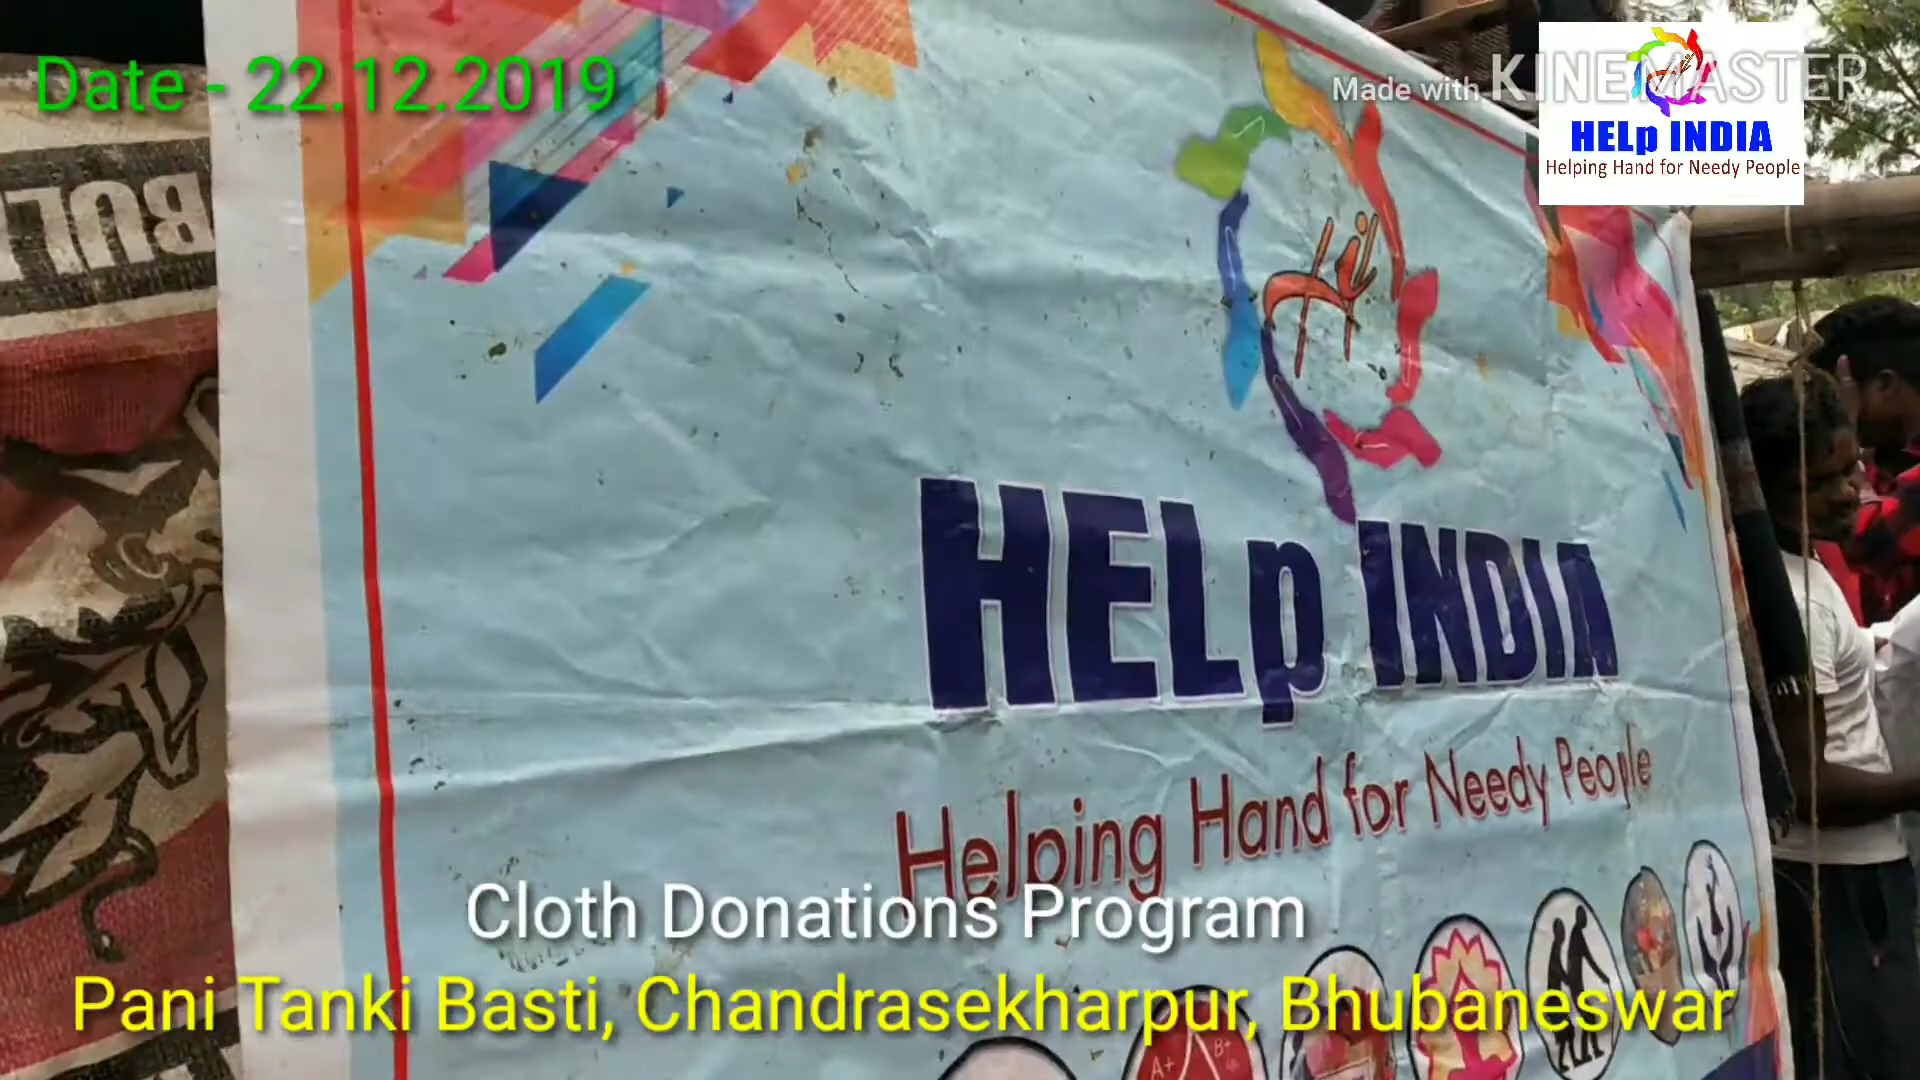 Date - 22.12.2019
Made with KINEMASTER
HELp INDIA
Helping Hand for Needy People
BULL
HELp INDIA
Helping Hand for Needy People
Cloth Donations Program
Pani Tanki Basti, Chandrasekharpur, Bhubaneswar
A+ B+